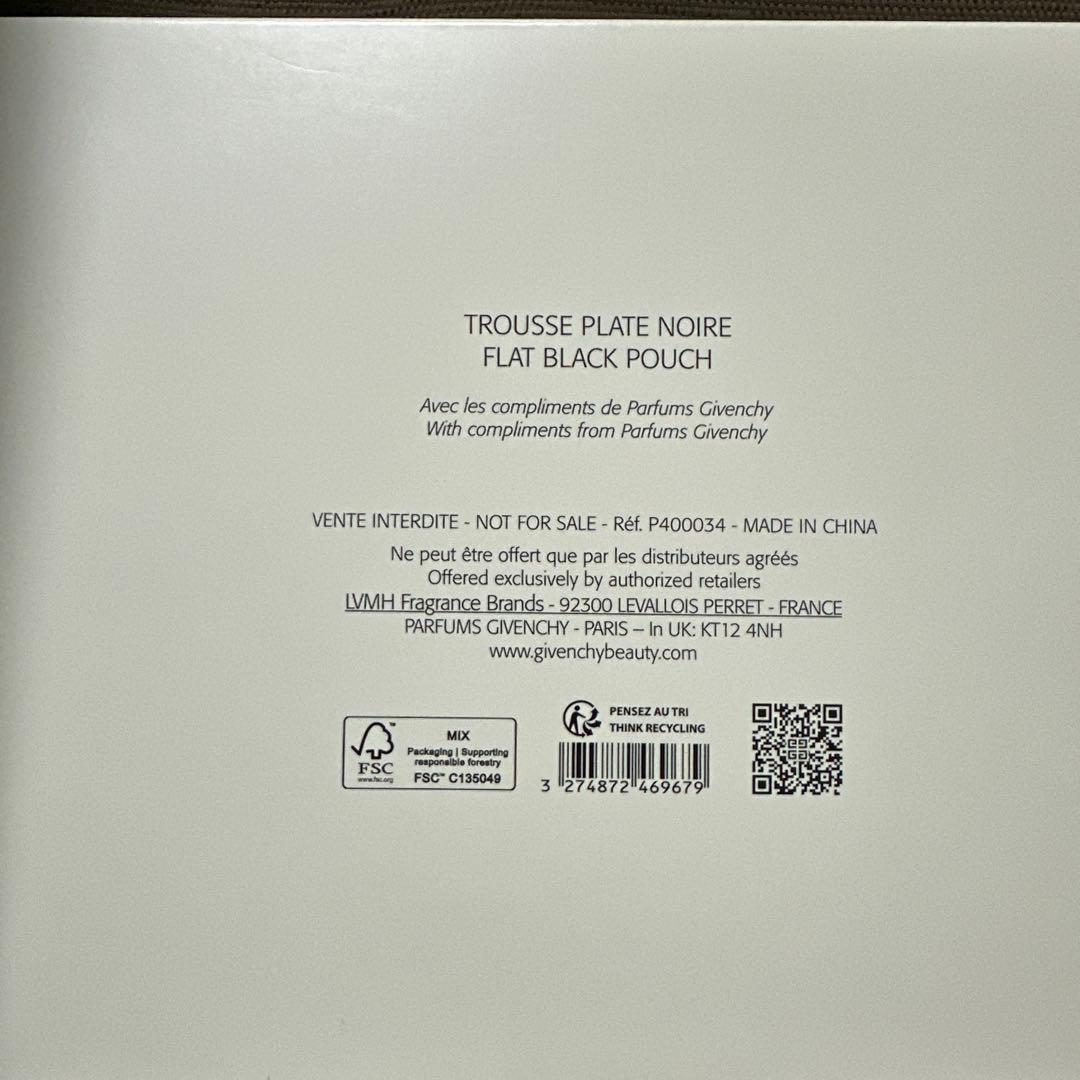 TROUSSE PLATE NOIRE
FLAT BLACK POUCH
Avec les compliments de Parfums Givenchy
With compliments from Parfums Givenchy
VENTE INTERDITE - NOT FOR SALE - Réf. P400034 - MADE IN CHINA
Ne peut être offert que par les distributeurs agréés
Offered exclusively by authorized retailers
LVMH Fragrance Brands - 92300 LEVALLOIS PERRET - FRANCE
PARFUMS GIVENCHY - PARIS – In UK: KT12 4NH
www.givenchybeauty.com
FSC™
www.fsc.org
MIX
Packaging | Supporting
responsible forestry
FSC™ C135049
PENSEZ AU TRI
THINK RECYCLING
3 274872 469679